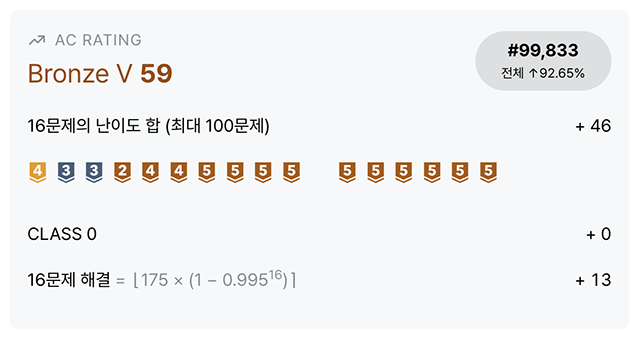 AC RATING
Bronze V 59
#99,833
전체 ↑92.65%
16문제의 난이도 합 (최대 100문제) + 46
4 3 3 2 4 4 5 5 5 5 5 5 5 5 5 5
CLASS 0 + 0
16문제 해결 = ⌊175 × (1 − 0.995¹⁶)⌉ + 13